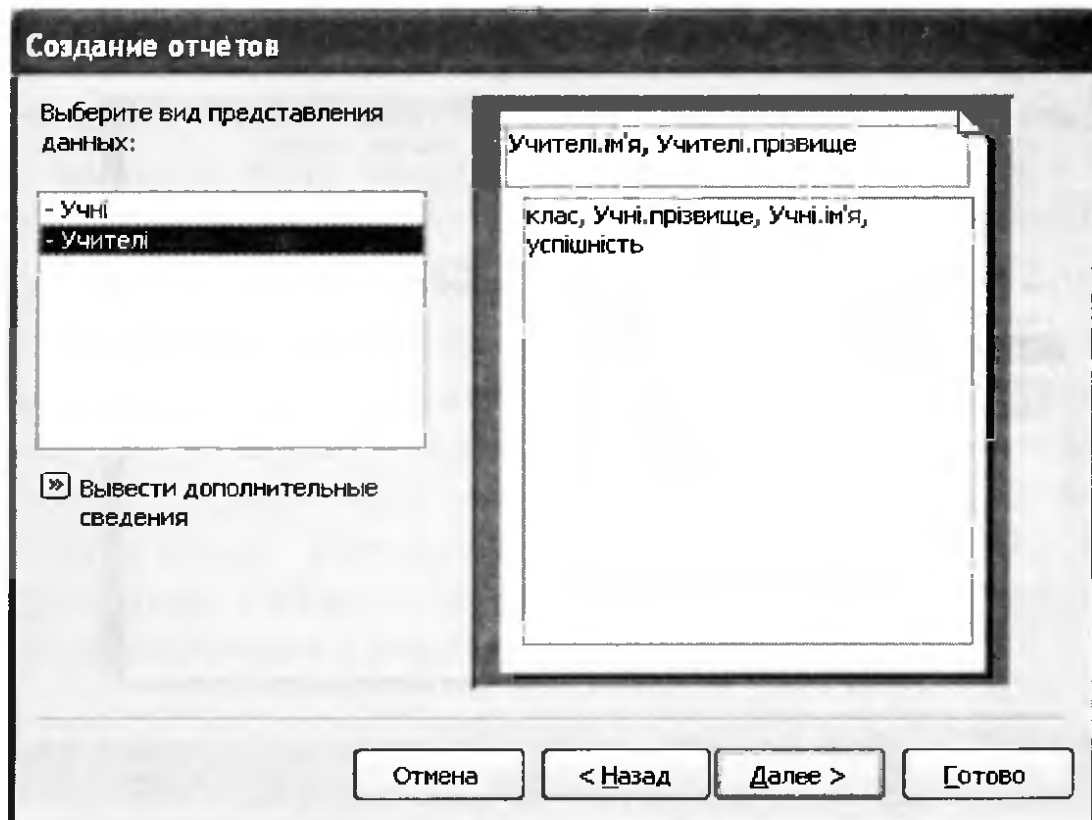 Создание отчетов
Выберите вид представления
данных:
- Учні
- Учителі
Учителі.ім'я, Учителі.прізвище
клас, Учні.прізвище, Учні.ім'я,
успішність
» Вывести дополнительные
сведения
Отмена
< Назад
Далее >
Готово